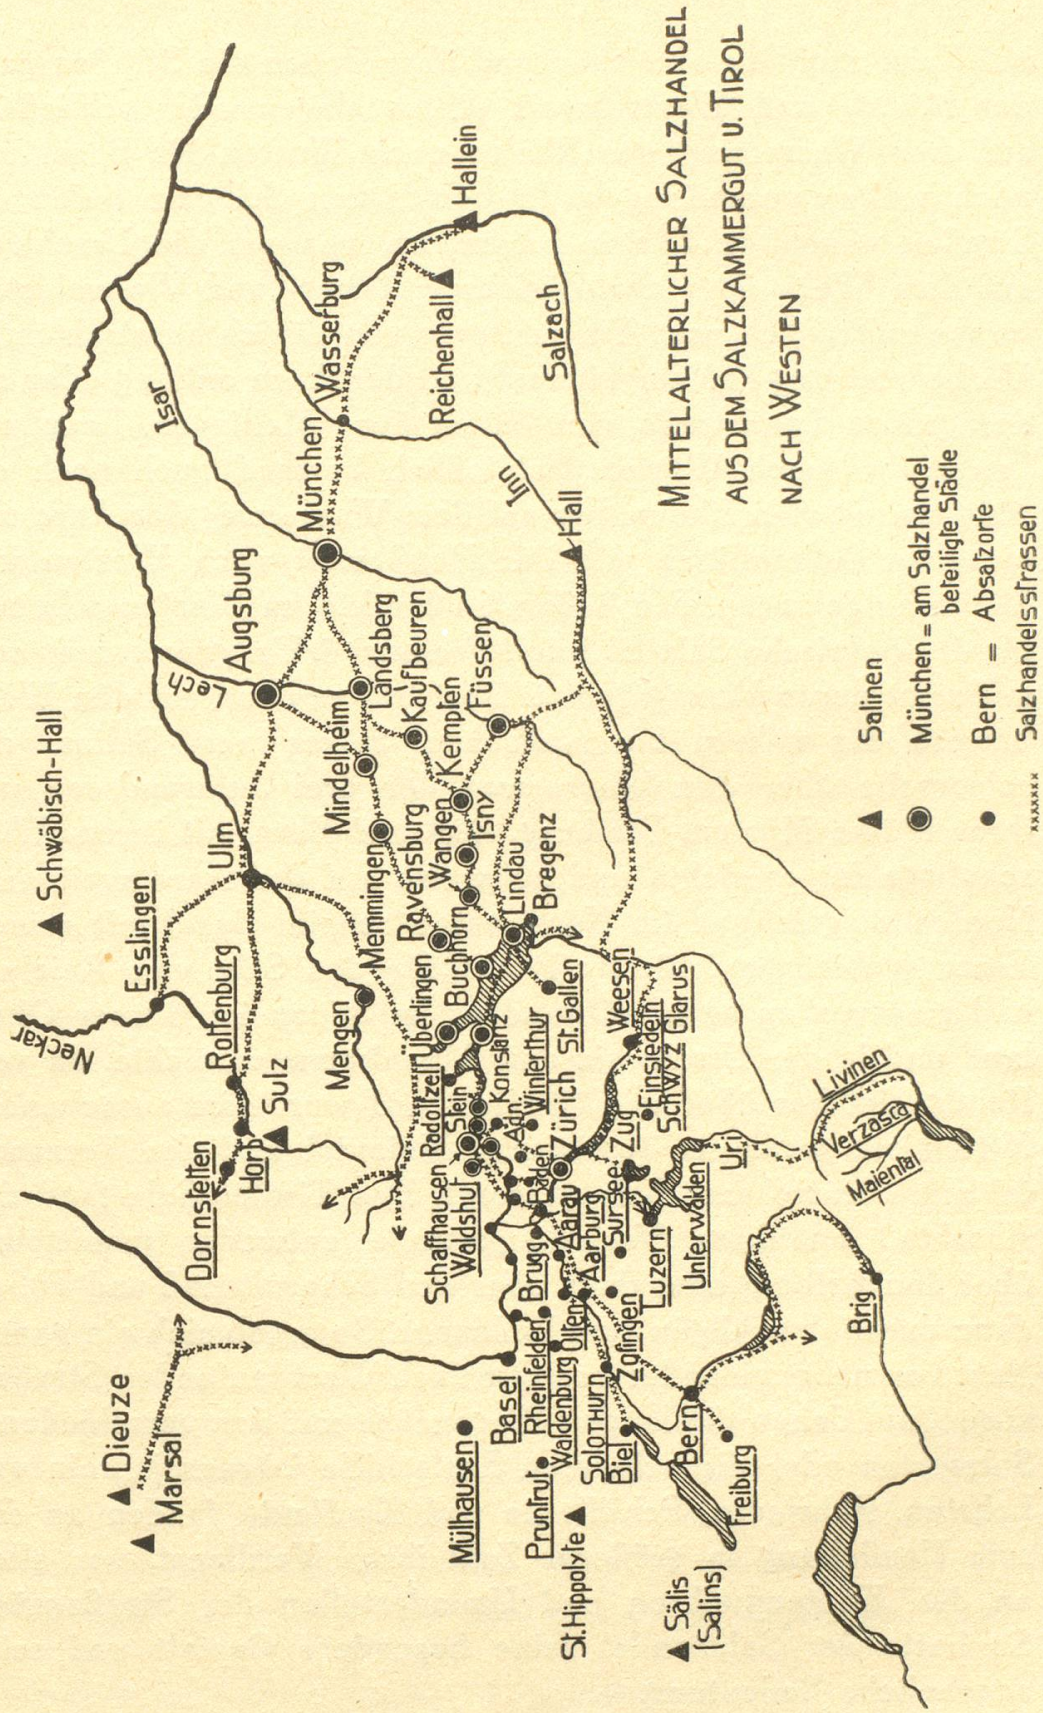 MITTELALTERLICHER SALZHANDEL
AUS DEM SALZKAMMERGUT U. TIROL
NACH WESTEN
Salinen
München = am Salzhandel
beteiligte Städte
Bern = Absatzorte
Salzhandelsstrassen
Schwäbisch-Hall
Neckar
Esslingen
Rottenburg
Sulz
Horb
Dornstetten
Dieuze
Marsal
Ulm
Mengen
Lech
Augsburg
Isar
München
Wasserburg
Reichenhall
Hallein
Salzach
Inn
Hall
Landsberg
Kaufbeuren
Kempten
Füssen
Mindelheim
Memmingen
Ravensburg
Wangen
Isny
Lindau
Bregenz
Buchhorn
Überlingen
Konstanz
Radolfzell
Stein
Adn.
Winterthur
St. Gallen
Schaffhausen
Waldshut
Baden
Zürich
Weesen
Glarus
Einsiedeln
Schwyz
Zug
Sursee
Luzern
Unterwalden
Uri
Livinen
Verzasca
Maiental
Brugg
Aarau
Aarburg
Olten
Zofingen
Basel
Rheinfelden
Waldenburg
SOLOTHURN
Biel
Bern
Freiburg
Brig
Mülhausen
Pruntrut
St. Hippolyte
Sälis
(Salins)